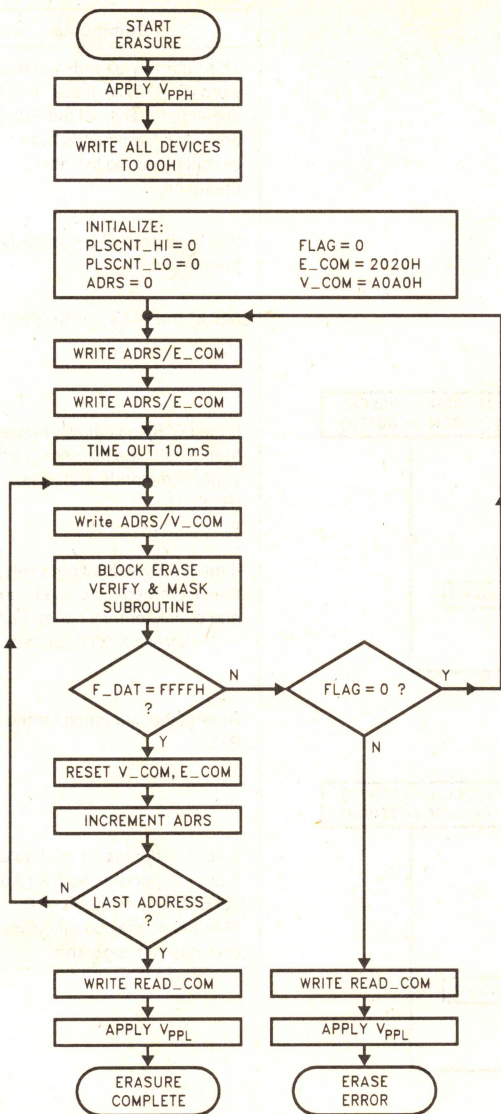 START
ERASURE
APPLY VPPH
WRITE ALL DEVICES
TO 00H
INITIALIZE:
PLSCNT_HI = 0 FLAG = 0
PLSCNT_LO = 0 E_COM = 2020H
ADRS = 0 V_COM = A0A0H
WRITE ADRS/E_COM
WRITE ADRS/E_COM
TIME OUT 10 mS
Write ADRS/V_COM
BLOCK ERASE
VERIFY & MASK
SUBROUTINE
F_DAT = FFFFH
?
N
FLAG = 0 ?
Y
Y
N
RESET V_COM, E_COM
INCREMENT ADRS
N
LAST ADDRESS
?
Y
WRITE READ_COM
WRITE READ_COM
APPLY VPPL
APPLY VPPL
ERASURE
COMPLETE
ERASE
ERROR